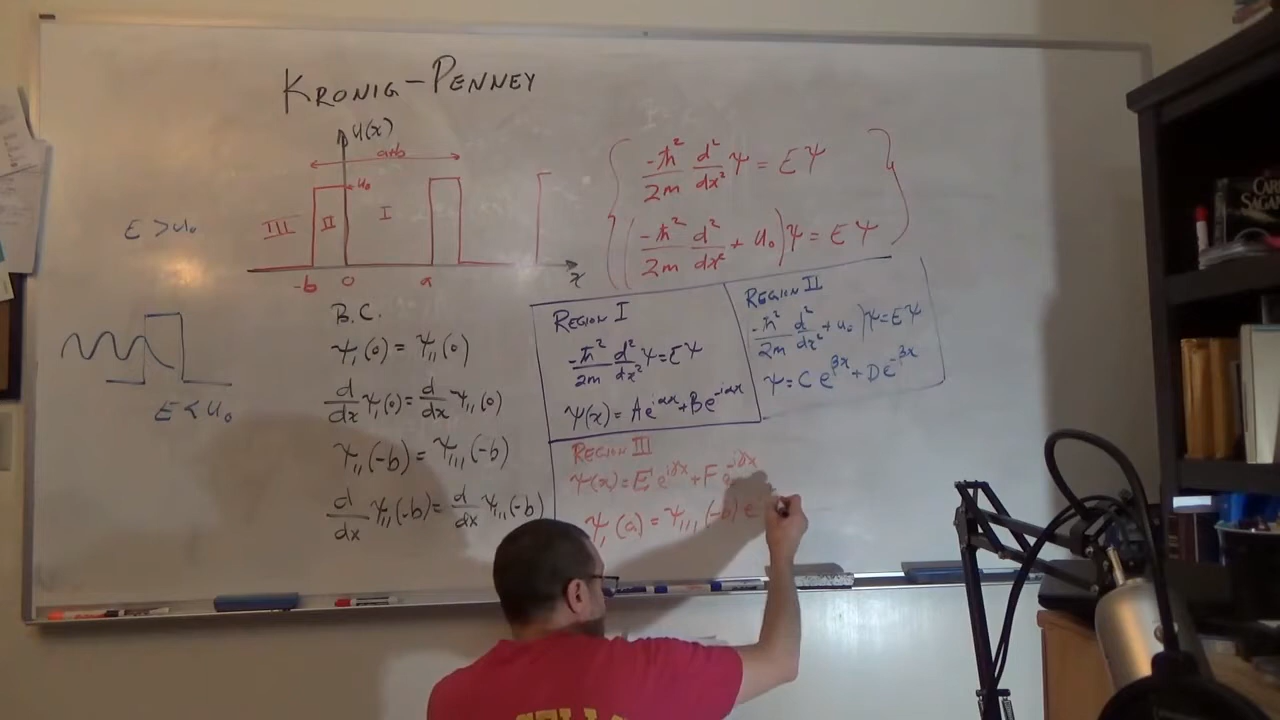 KRONIG-PENNEY
U(x)
a+b
U₀
III II I
-b 0 a x
E > U₀
E < U₀
-ħ²/2m d²/dx² Ψ = EΨ
(-ħ²/2m d²/dx² + U₀)Ψ = EΨ
B.C.
Ψ_I(0) = Ψ_II(0)
d/dx Ψ_I(0) = d/dx Ψ_II(0)
Ψ_II(-b) = Ψ_III(-b)
d/dx Ψ_II(-b) = d/dx Ψ_III(-b)
REGION I
-ħ²/2m d²/dx² Ψ = EΨ
Ψ(x) = Ae^{iαx} + Be^{-iαx}
REGION II
-ħ²/2m d²/dx² + U₀)Ψ = EΨ
Ψ = Ce^{βx} + De^{-βx}
REGION III
Ψ(x) = Ee^{iγx} + Fe^{-iγx}
Ψ_I(a) = Ψ_III(-b) e
SAGAN